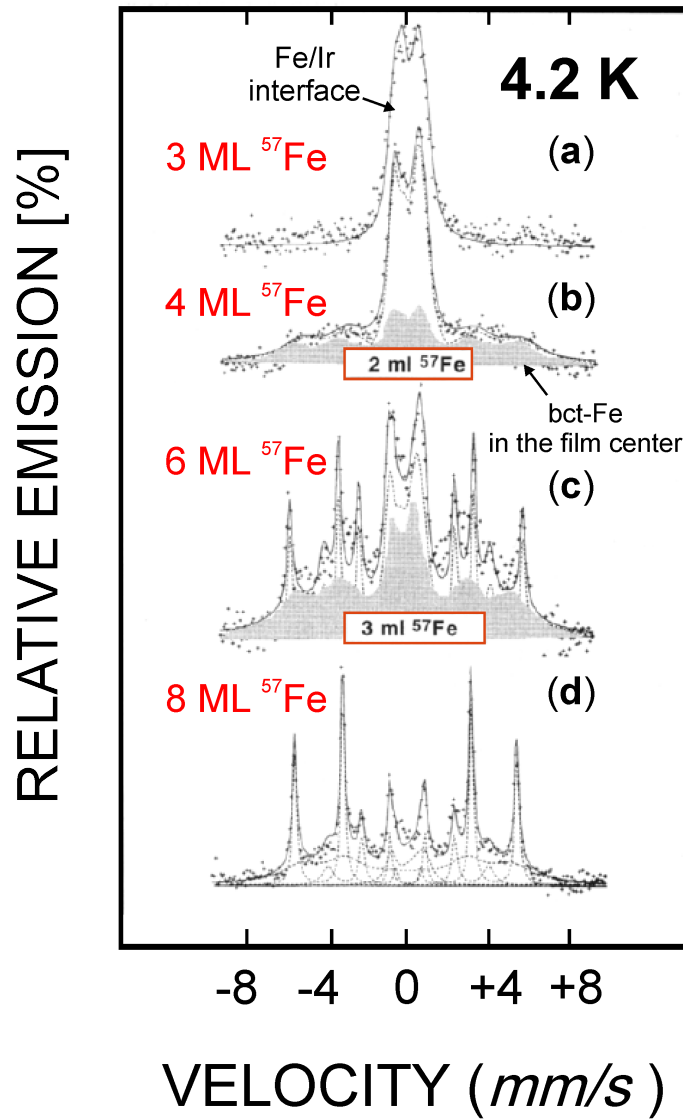 RELATIVE EMISSION [%]
Fe/Ir
interface
4.2 K
3 ML ⁵⁷Fe
(a)
4 ML ⁵⁷Fe
(b)
2 ml ⁵⁷Fe
bct-Fe
in the film center
6 ML ⁵⁷Fe
(c)
3 ml ⁵⁷Fe
8 ML ⁵⁷Fe
(d)
-8 -4 0 +4 +8
VELOCITY (mm/s )